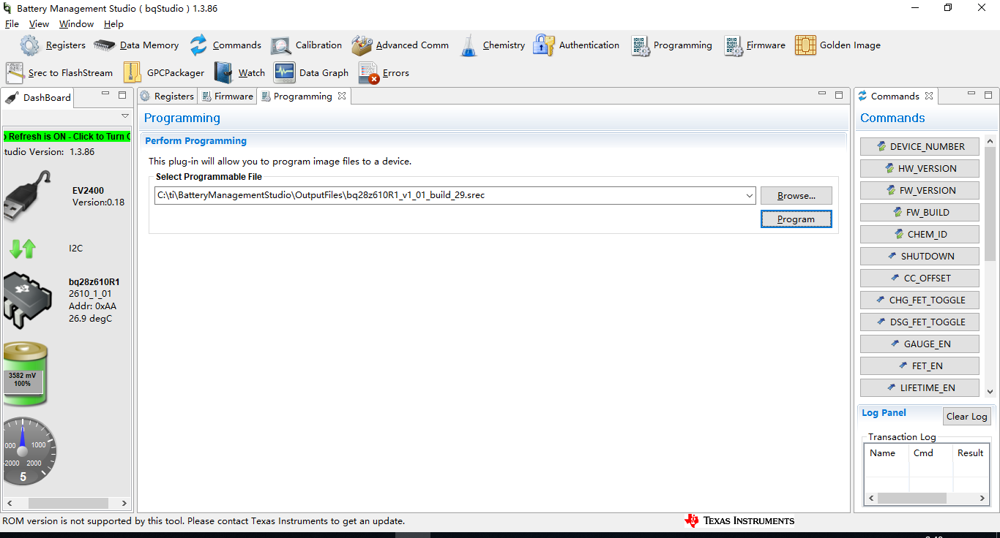 Battery Management Studio ( bqStudio ) 1.3.86
File View Window Help
Registers Data Memory Commands Calibration Advanced Comm Chemistry Authentication Programming Firmware Golden Image
Srec to FlashStream GPCPackager Watch Data Graph Errors
DashBoard
Refresh is ON - Click to Turn
tudio Version: 1.3.86
EV2400
Version:0.18
I2C
bq28z610R1
2610_1_01
Addr: 0xAA
26.9 degC
3582 mV
100%
000 1000
-2000 2000
5
Registers Firmware Programming
Programming
Perform Programming
This plug-in will allow you to program image files to a device.
Select Programmable File
C:\ti\BatteryManagementStudio\OutputFiles\bq28z610R1_v1_01_build_29.srec
Browse...
Program
Commands
Commands
DEVICE_NUMBER
HW_VERSION
FW_VERSION
FW_BUILD
CHEM_ID
SHUTDOWN
CC_OFFSET
CHG_FET_TOGGLE
DSG_FET_TOGGLE
GAUGE_EN
FET_EN
LIFETIME_EN
Log Panel
Clear Log
Transaction Log
Name Cmd Result
ROM version is not supported by this tool. Please contact Texas Instruments to get an update.
TEXAS INSTRUMENTS